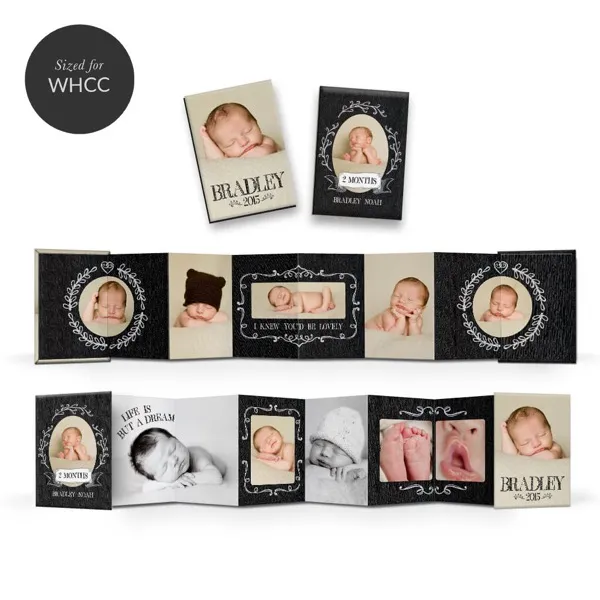 Sized for
WHCC
BRADLEY
2015
2 MONTHS
BRADLEY NOAH
I KNEW YOU'D BE LOVELY
2 MONTHS
BRADLEY NOAH
LIFE IS
BUT A DREAM
BRADLEY
2015